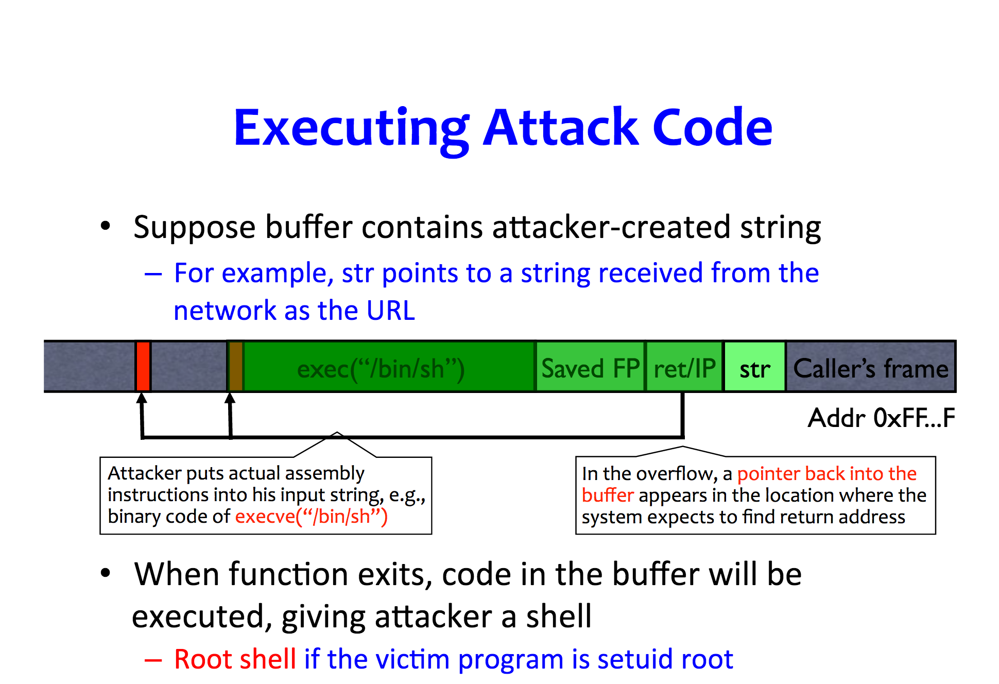 Executing Attack Code
• Suppose buffer contains attacker-created string
– For example, str points to a string received from the
network as the URL
exec(“/bin/sh”) Saved FP ret/IP str Caller’s frame
Addr 0xFF...F
Attacker puts actual assembly
instructions into his input string, e.g.,
binary code of execve(“/bin/sh”)
In the overflow, a pointer back into the
buffer appears in the location where the
system expects to find return address
• When function exits, code in the buffer will be
executed, giving attacker a shell
– Root shell if the victim program is setuid root